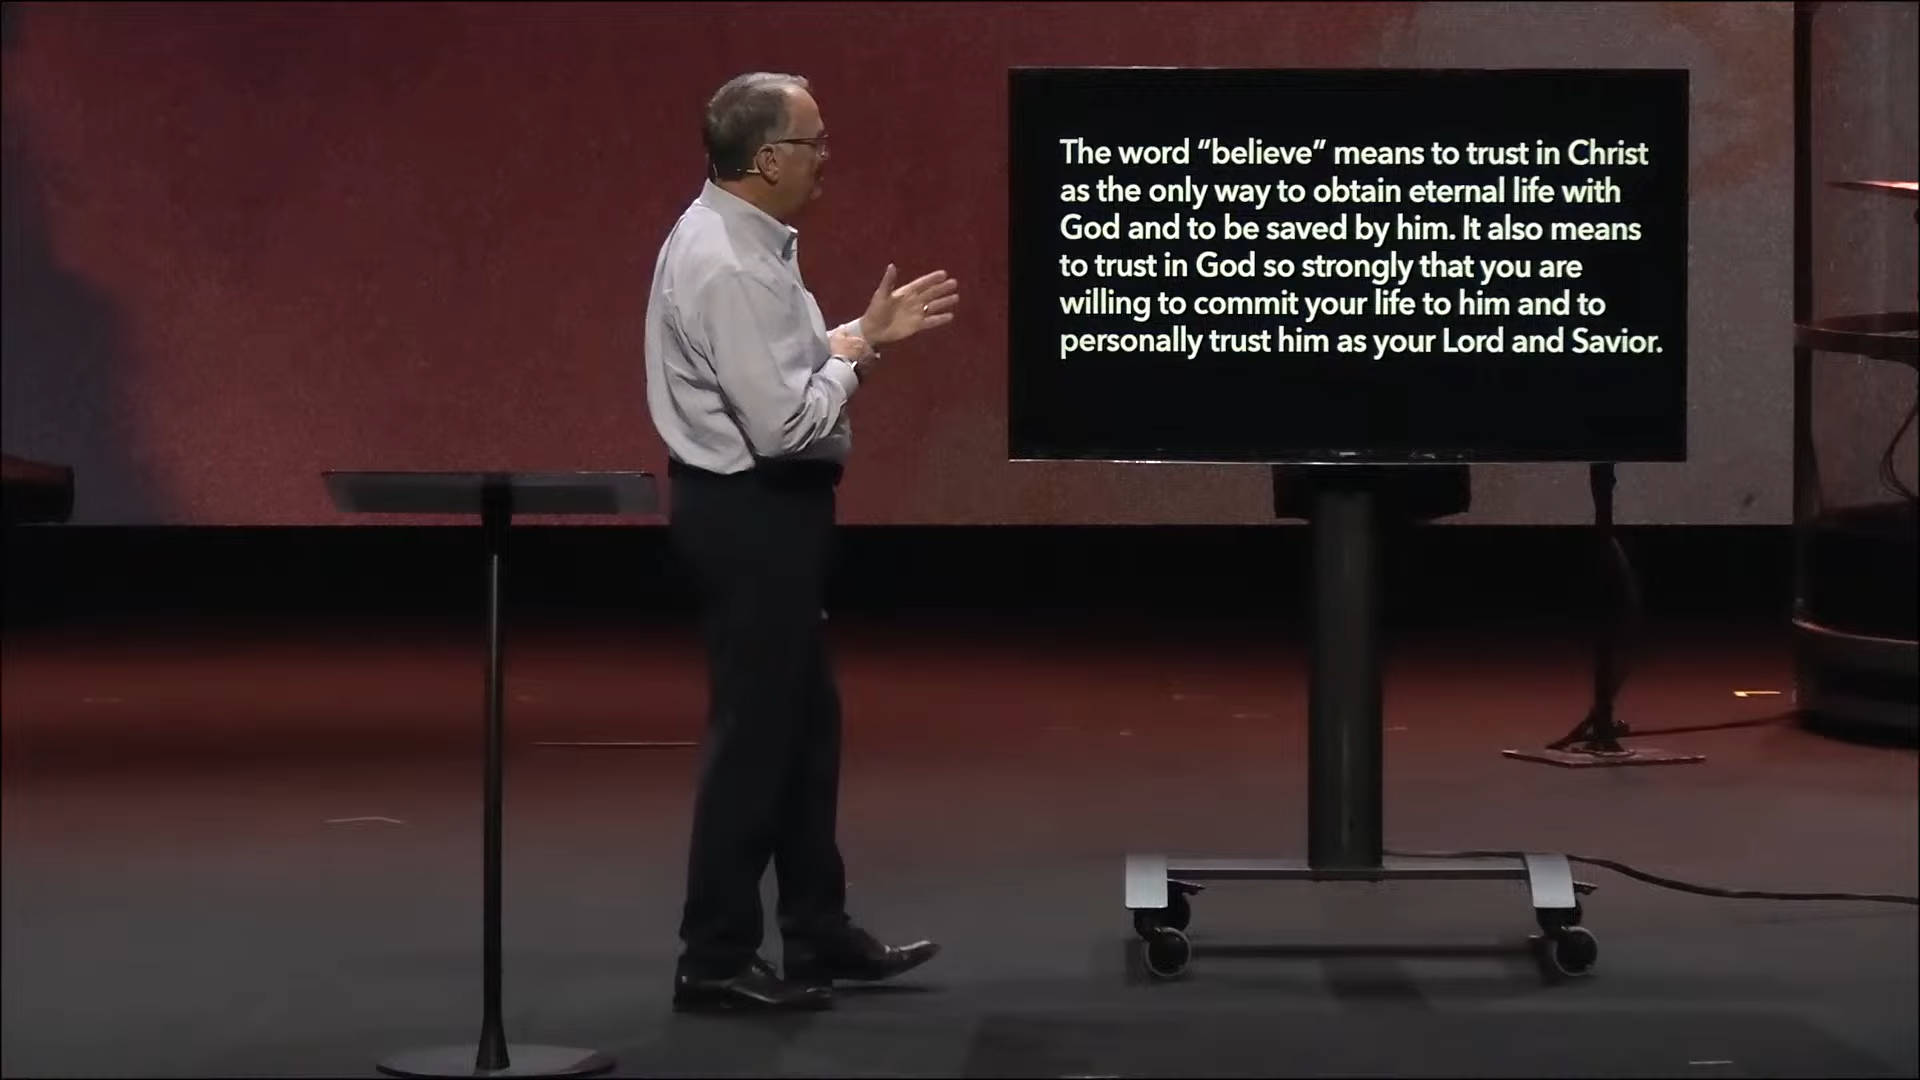 The word “believe” means to trust in Christ
as the only way to obtain eternal life with
God and to be saved by him. It also means
to trust in God so strongly that you are
willing to commit your life to him and to
personally trust him as your Lord and Savior.